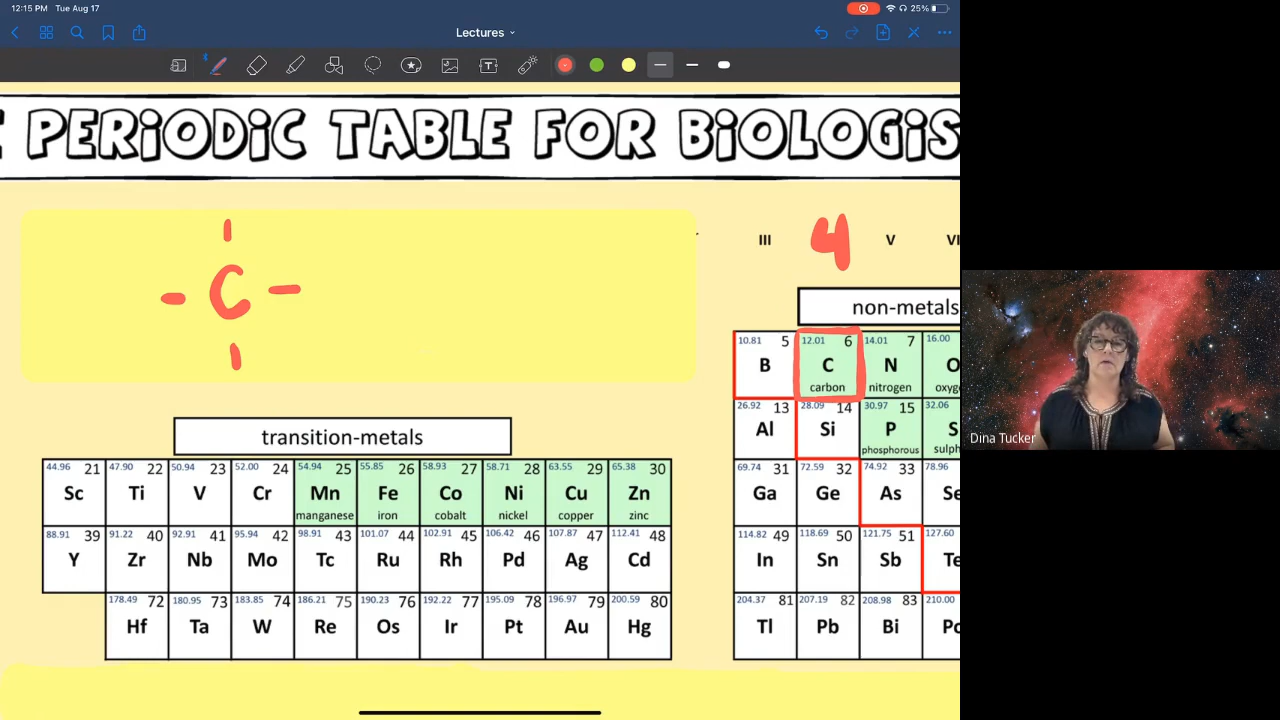 12:15 PM Tue Aug 17
25%
Lectures
T
PERIODIC TABLE FOR BIOLOGIS
III 4 V VI
C
non-metals
10.81 5 12.01 6 14.01 7 16.00
B C N O
carbon nitrogen oxyg
26.92 13 28.09 14 30.97 15 32.06
Al Si P S
phosphorous sulph
Dina Tucker
transition-metals
44.96 21 47.90 22 50.94 23 52.00 24 54.94 25 55.85 26 58.93 27 58.71 28 63.55 29 65.38 30 69.74 31 72.59 32 74.92 33 78.96
Sc Ti V Cr Mn Fe Co Ni Cu Zn Ga Ge As Se
manganese iron cobalt nickel copper zinc
88.91 39 91.22 40 92.91 41 95.94 42 98.91 43 101.07 44 102.91 45 106.42 46 107.87 47 112.41 48 114.82 49 118.69 50 121.75 51 127.60
Y Zr Nb Mo Tc Ru Rh Pd Ag Cd In Sn Sb Te
178.49 72 180.95 73 183.85 74 186.21 75 190.23 76 192.22 77 195.09 78 196.97 79 200.59 80 204.37 81 207.19 82 208.98 83 210.00
Hf Ta W Re Os Ir Pt Au Hg Tl Pb Bi Po